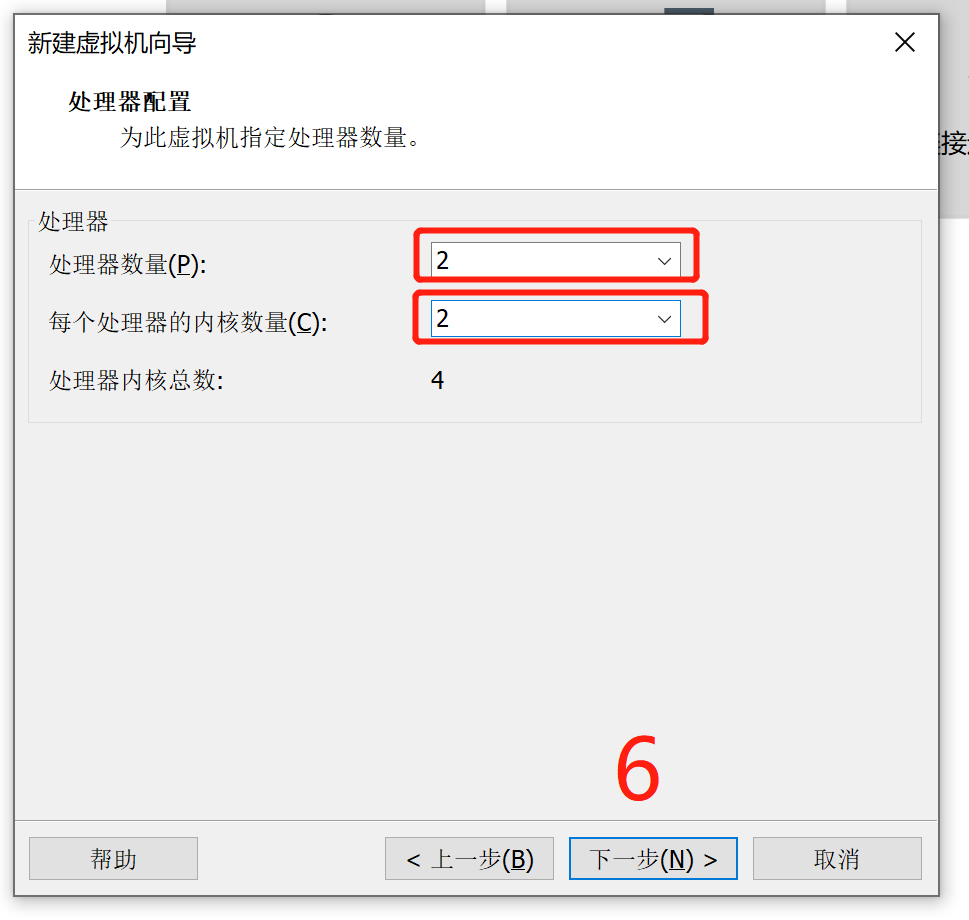 新建虚拟机向导
处理器配置
为此虚拟机指定处理器数量。
接
处理器
处理器数量(P): 2
每个处理器的内核数量(C): 2
处理器内核总数: 4
6
帮助 < 上一步(B) 下一步(N) > 取消